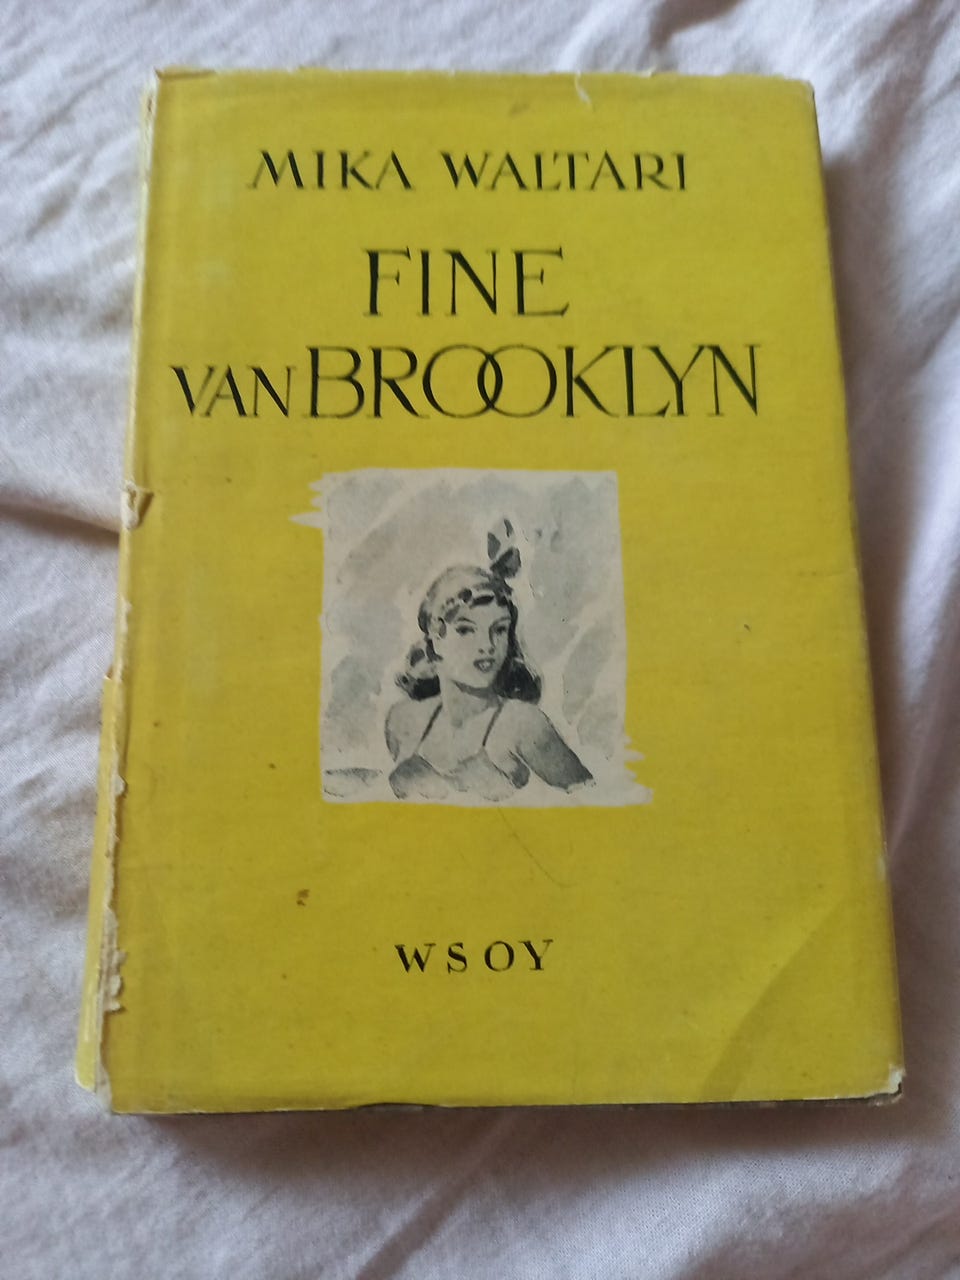 MIKA WALTARI
FINE
VAN BROOKLYN
WSOY